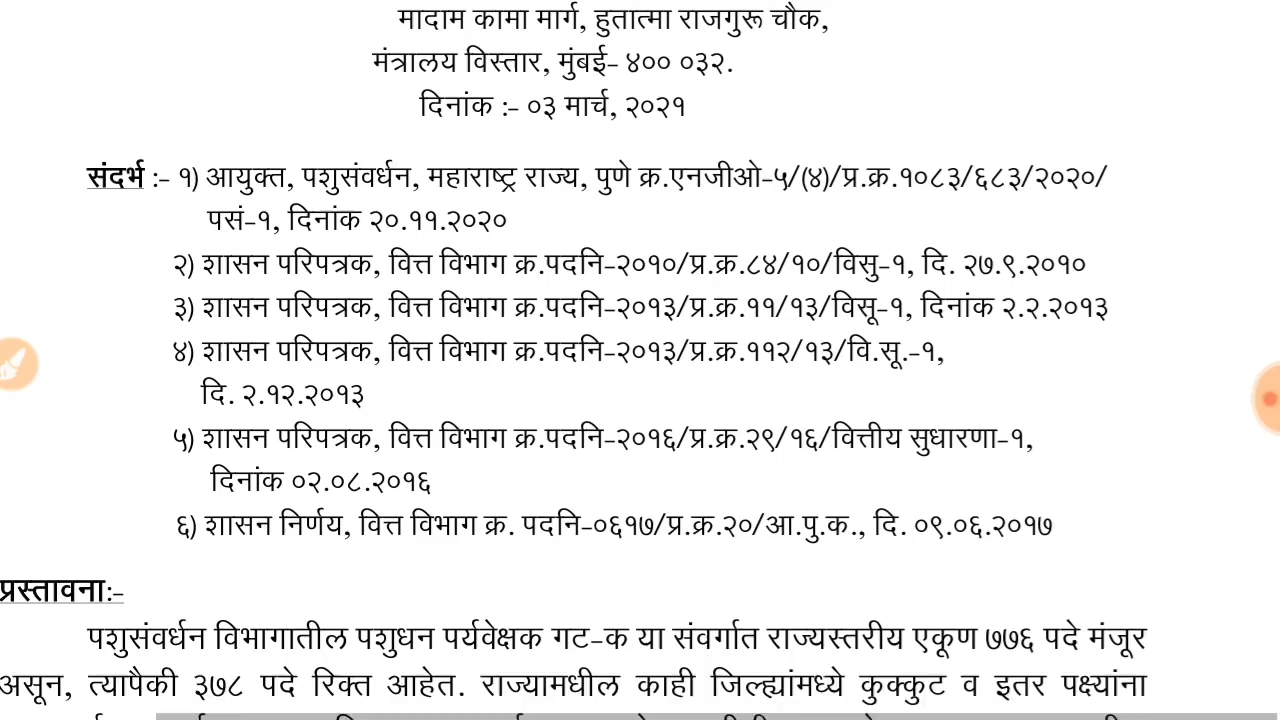 मादाम कामा मार्ग, हुतात्मा राजगुरू चौक,
मंत्रालय विस्तार, मुंबई- ४०० ०३२.
दिनांक :- ०३ मार्च, २०२१
संदर्भ :- १) आयुक्त, पशुसंवर्धन, महाराष्ट्र राज्य, पुणे क्र.एनजीओ-५/(४)/प्र.क्र.१०८३/६८३/२०२०/
पसं-१, दिनांक २०.११.२०२०
२) शासन परिपत्रक, वित्त विभाग क्र.पदनि-२०१०/प्र.क्र.८४/१०/विसु-१, दि. २७.९.२०१०
३) शासन परिपत्रक, वित्त विभाग क्र.पदनि-२०१३/प्र.क्र.११/१३/विसू-१, दिनांक २.२.२०१३
४) शासन परिपत्रक, वित्त विभाग क्र.पदनि-२०१३/प्र.क्र.११२/१३/वि.सू.-१,
दि. २.१२.२०१३
५) शासन परिपत्रक, वित्त विभाग क्र.पदनि-२०१६/प्र.क्र.२९/१६/वित्तीय सुधारणा-१,
दिनांक ०२.०८.२०१६
६) शासन निर्णय, वित्त विभाग क्र. पदनि-०६१७/प्र.क्र.२०/आ.पु.क., दि. ०९.०६.२०१७
प्रस्तावना:-
पशुसंवर्धन विभागातील पशुधन पर्यवेक्षक गट-क या संवर्गात राज्यस्तरीय एकूण ७७६ पदे मंजूर
असून, त्यापैकी ३७८ पदे रिक्त आहेत. राज्यामधील काही जिल्ह्यांमध्ये कुक्कुट व इतर पक्ष्यांना